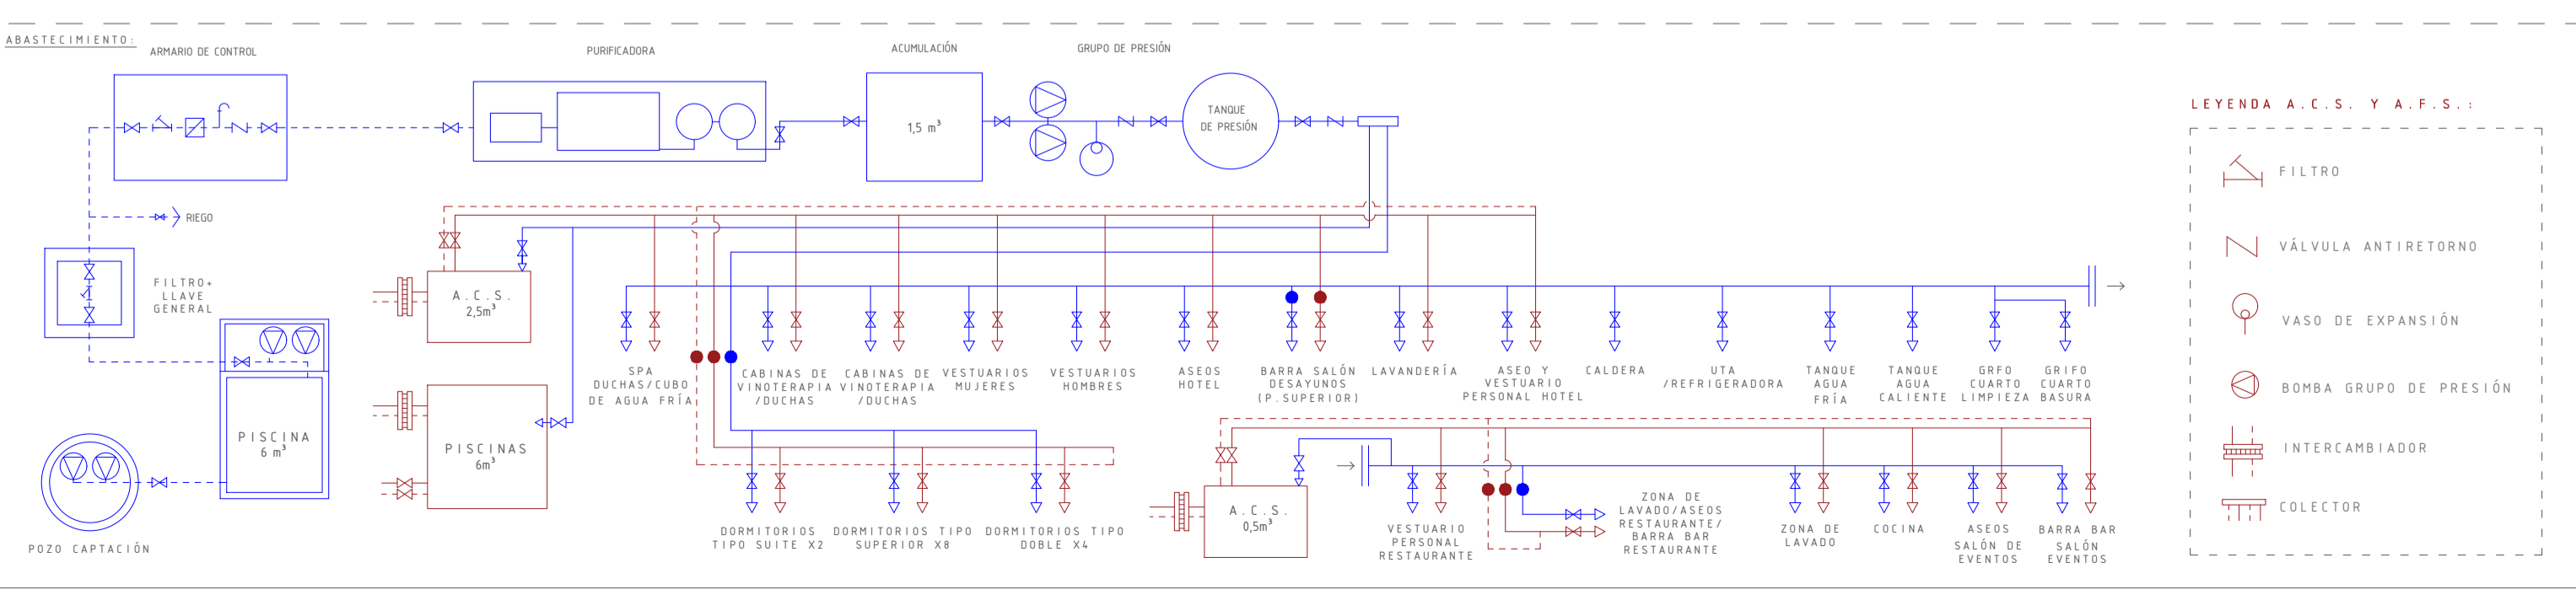 ABASTECIMIENTO:
ARMARIO DE CONTROL
PURIFICADORA
ACUMULACIÓN
GRUPO DE PRESIÓN
1,5 m³
TANQUE
DE PRESIÓN
RIEGO
FILTRO+
LLAVE
GENERAL
A.C.S.
2,5m³
PISCINA
6 m³
PISCINAS
6m³
POZO CAPTACIÓN
SPA
DUCHAS/CUBO
DE AGUA FRÍA
CABINAS DE
VINOTERAPIA
/DUCHAS
CABINAS DE
VINOTERAPIA
/DUCHAS
VESTUARIOS
MUJERES
VESTUARIOS
HOMBRES
ASEOS
HOTEL
BARRA SALÓN
DESAYUNOS
(P.SUPERIOR)
LAVANDERÍA
ASEO Y
VESTUARIO
PERSONAL HOTEL
CALDERA
UTA
/REFRIGERADORA
TANQUE
AGUA
FRÍA
TANQUE
AGUA
CALIENTE
GRFO
CUARTO
LIMPIEZA
GRIFO
CUARTO
BASURA
DORMITORIOS
TIPO SUITE X2
DORMITORIOS TIPO
SUPERIOR X8
DORMITORIOS TIPO
DOBLE X4
A.C.S.
0,5m³
VESTUARIO
PERSONAL
RESTAURANTE
ZONA DE
LAVADO/ASEOS
RESTAURANTE/
BARRA BAR
RESTAURANTE
ZONA DE
LAVADO
COCINA
ASEOS
SALÓN DE
EVENTOS
BARRA BAR
SALÓN
EVENTOS
LEYENDA A.C.S. Y A.F.S.:
FILTRO
VÁLVULA ANTIRETORNO
VASO DE EXPANSIÓN
BOMBA GRUPO DE PRESIÓN
INTERCAMBIADOR
COLECTOR